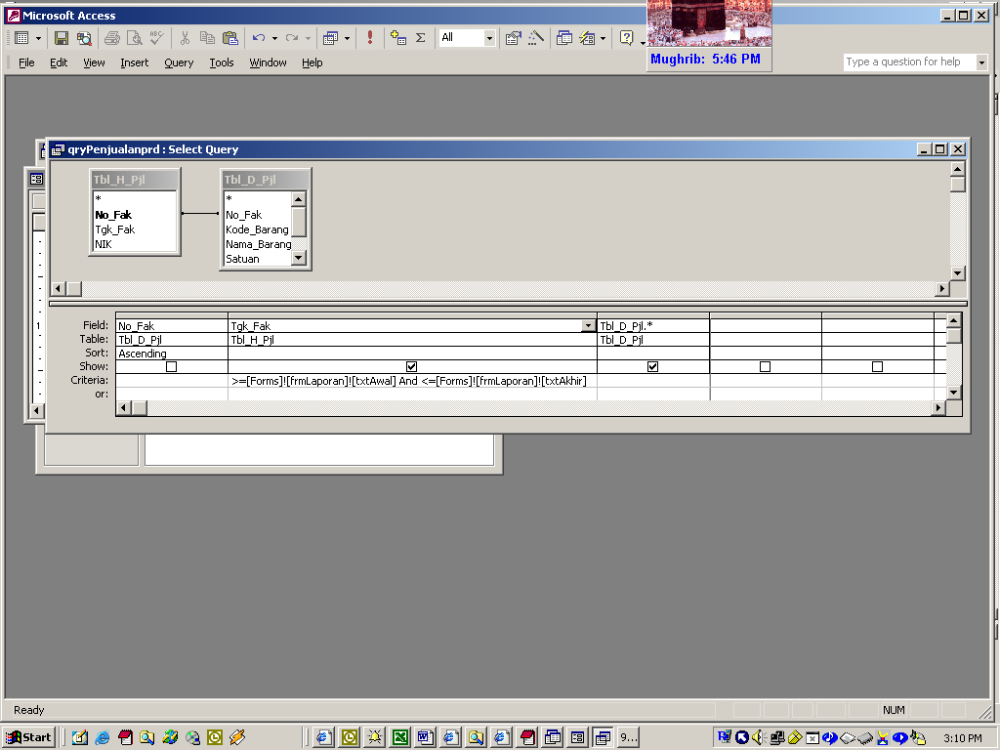 Microsoft Access
All
Mughrib: 5:46 PM
File Edit View Insert Query Tools Window Help
Type a question for help
qryPenjualanprd : Select Query
Tbl_H_Pjl
*
No_Fak
Tgk_Fak
NIK
Tbl_D_Pjl
*
No_Fak
Kode_Barang
Nama_Barang
Satuan
1
Field: No_Fak Tgk_Fak Tbl_D_Pjl.*
Table: Tbl_D_Pjl Tbl_H_Pjl Tbl_D_Pjl
Sort: Ascending
Show:
Criteria: >=[Forms]![frmLaporan]![txtAwal] And <=[Forms]![frmLaporan]![txtAkhir]
or:
Ready NUM
Start 9... 3:10 PM